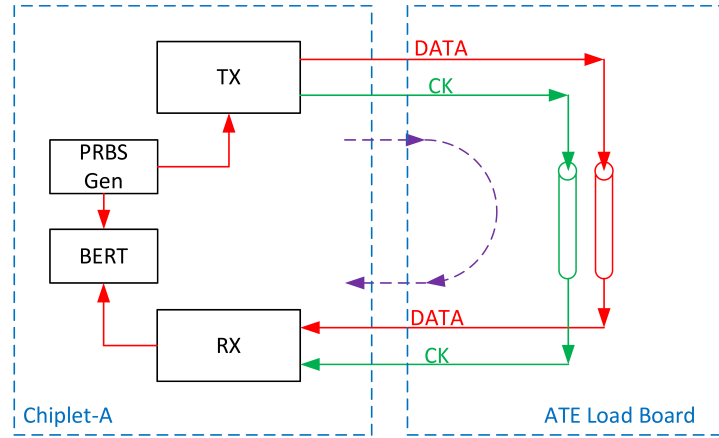 DATA
TX
CK
PRBS
Gen
BERT
DATA
RX
CK
Chiplet-A
ATE Load Board